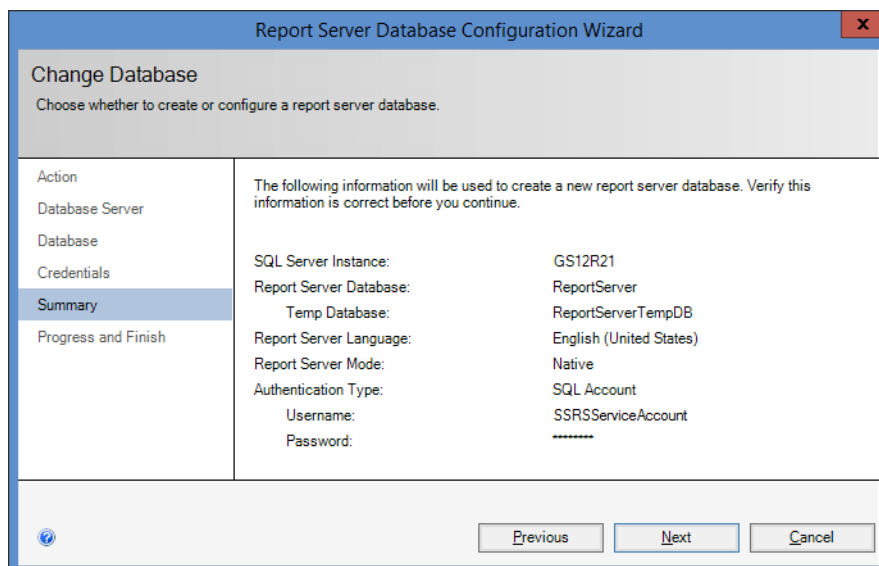 Report Server Database Configuration Wizard
x
Change Database
Choose whether to create or configure a report server database.
Action
Database Server
Database
Credentials
Summary
Progress and Finish
The following information will be used to create a new report server database. Verify this
information is correct before you continue.
SQL Server Instance: GS12R21
Report Server Database: ReportServer
Temp Database: ReportServerTempDB
Report Server Language: English (United States)
Report Server Mode: Native
Authentication Type: SQL Account
Username: SSRSServiceAccount
Password: ********
?
Previous Next Cancel